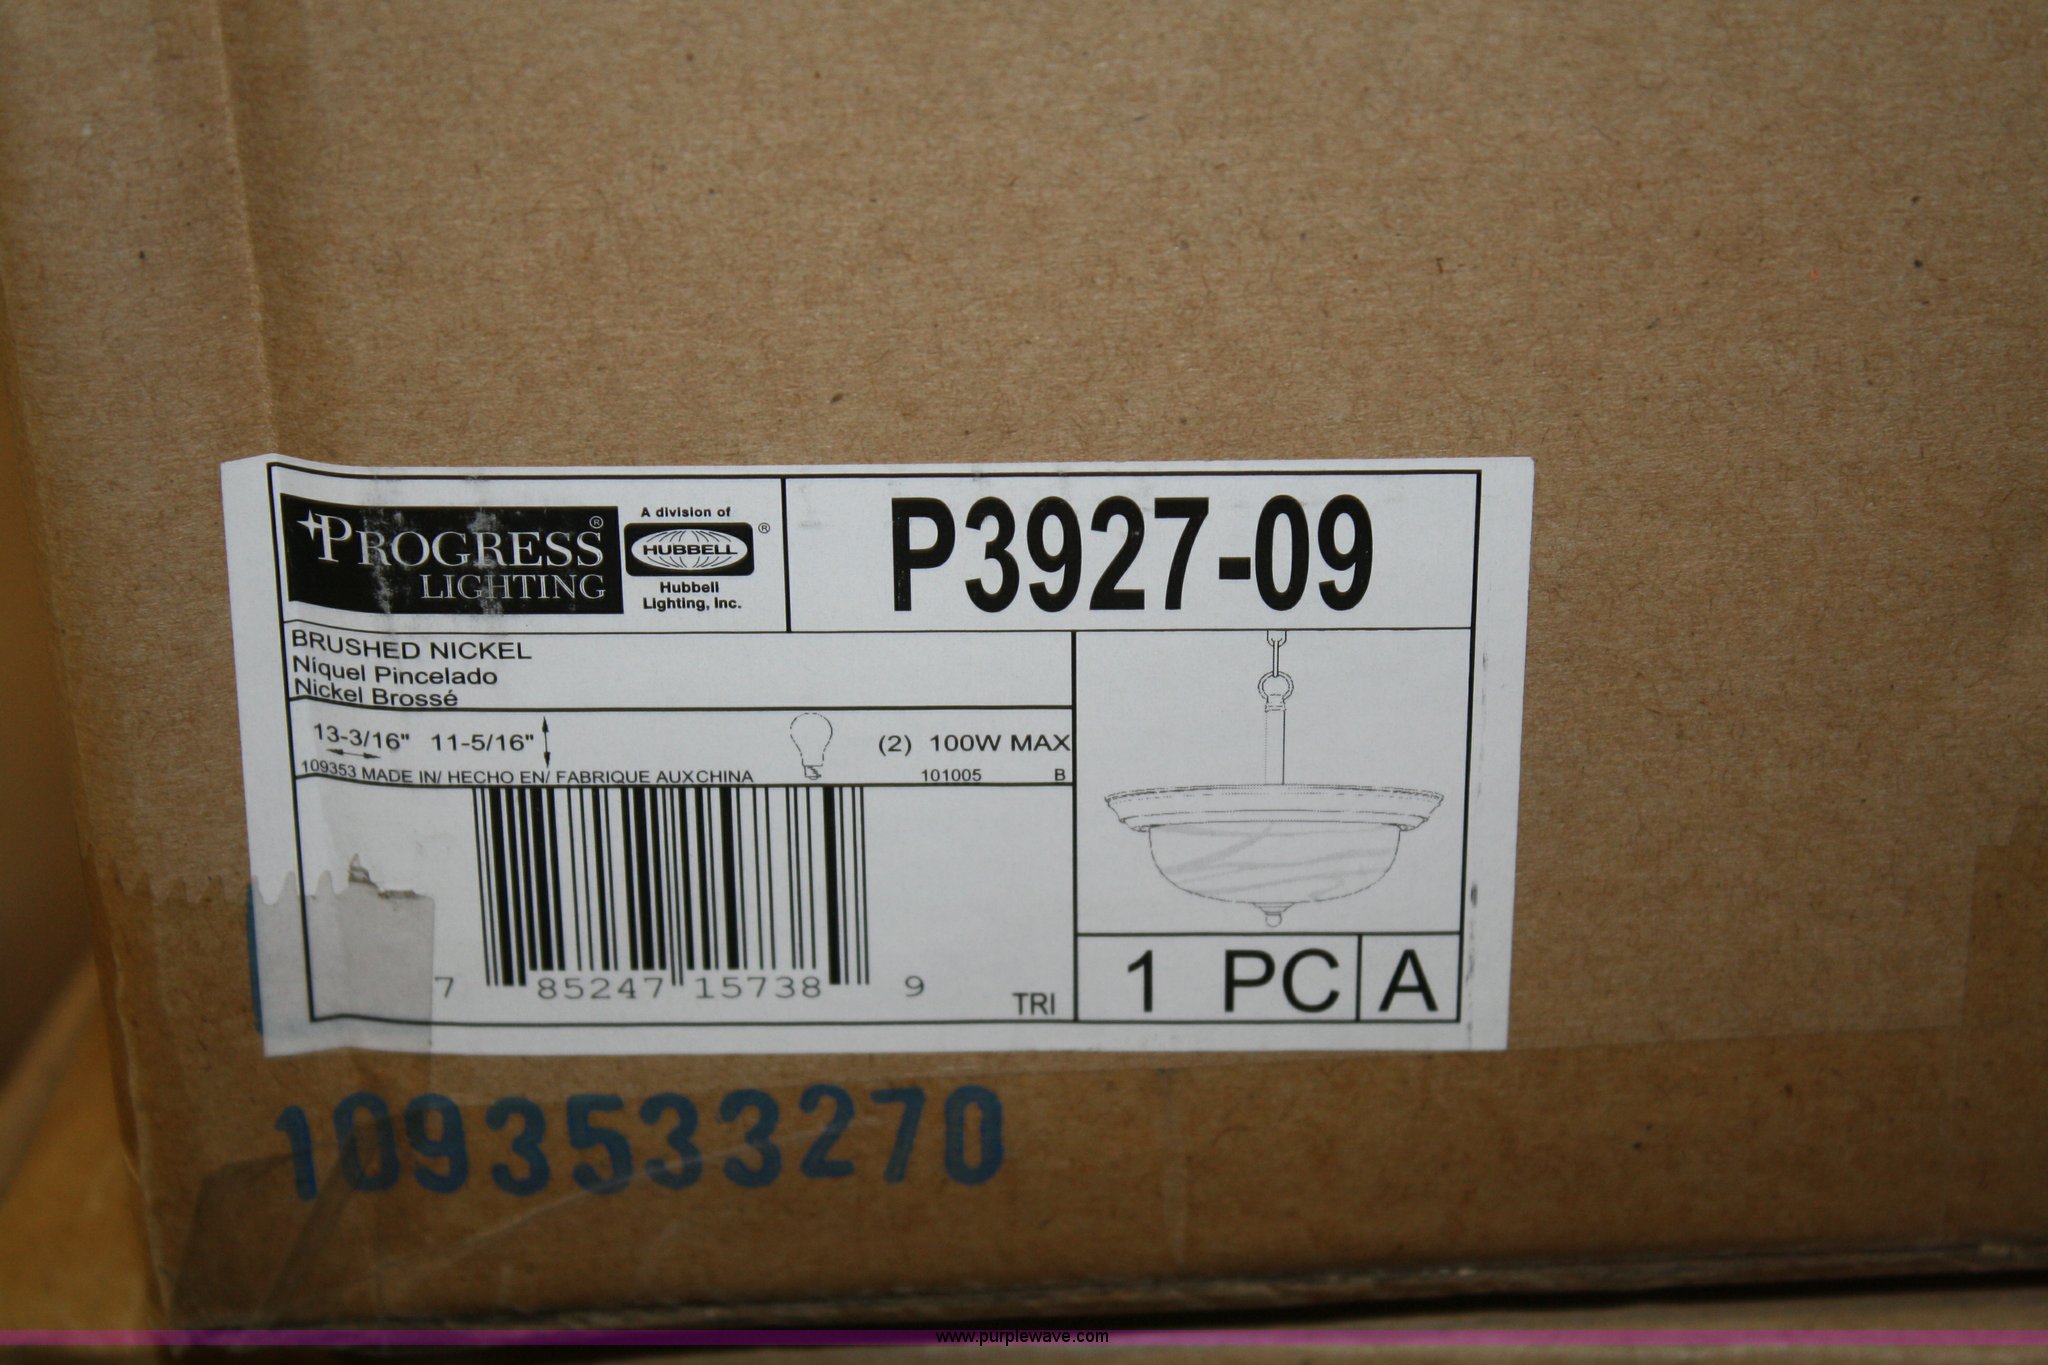 PROGRESS®
LIGHTING
A division of
HUBBELL®
Hubbell
Lighting, Inc.
P3927-09
BRUSHED NICKEL
Níquel Pincelado
Nickel Brossé
13-3/16" 11-5/16" (2) 100W MAX
109353 MADE IN/ HECHO EN/ FABRIQUE AUXCHINA 101005 B
7 85247 15738 9
TRI
1 PC A
1093533270
www.purplewave.com